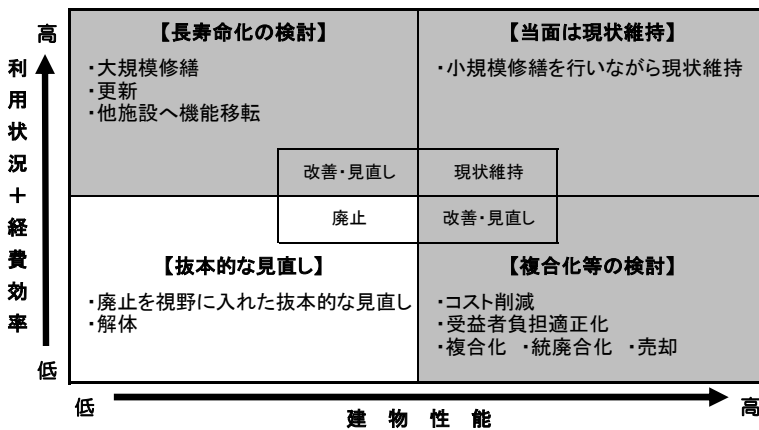 高
利用状況＋経費効率
低
【長寿命化の検討】
・大規模修繕
・更新
・他施設へ機能移転
【当面は現状維持】
・小規模修繕を行いながら現状維持
改善・見直し
現状維持
廃止
改善・見直し
【抜本的な見直し】
・廃止を視野に入れた抜本的な見直し
・解体
【複合化等の検討】
・コスト削減
・受益者負担適正化
・複合化　・統廃合化　・売却
低
建物性能
高